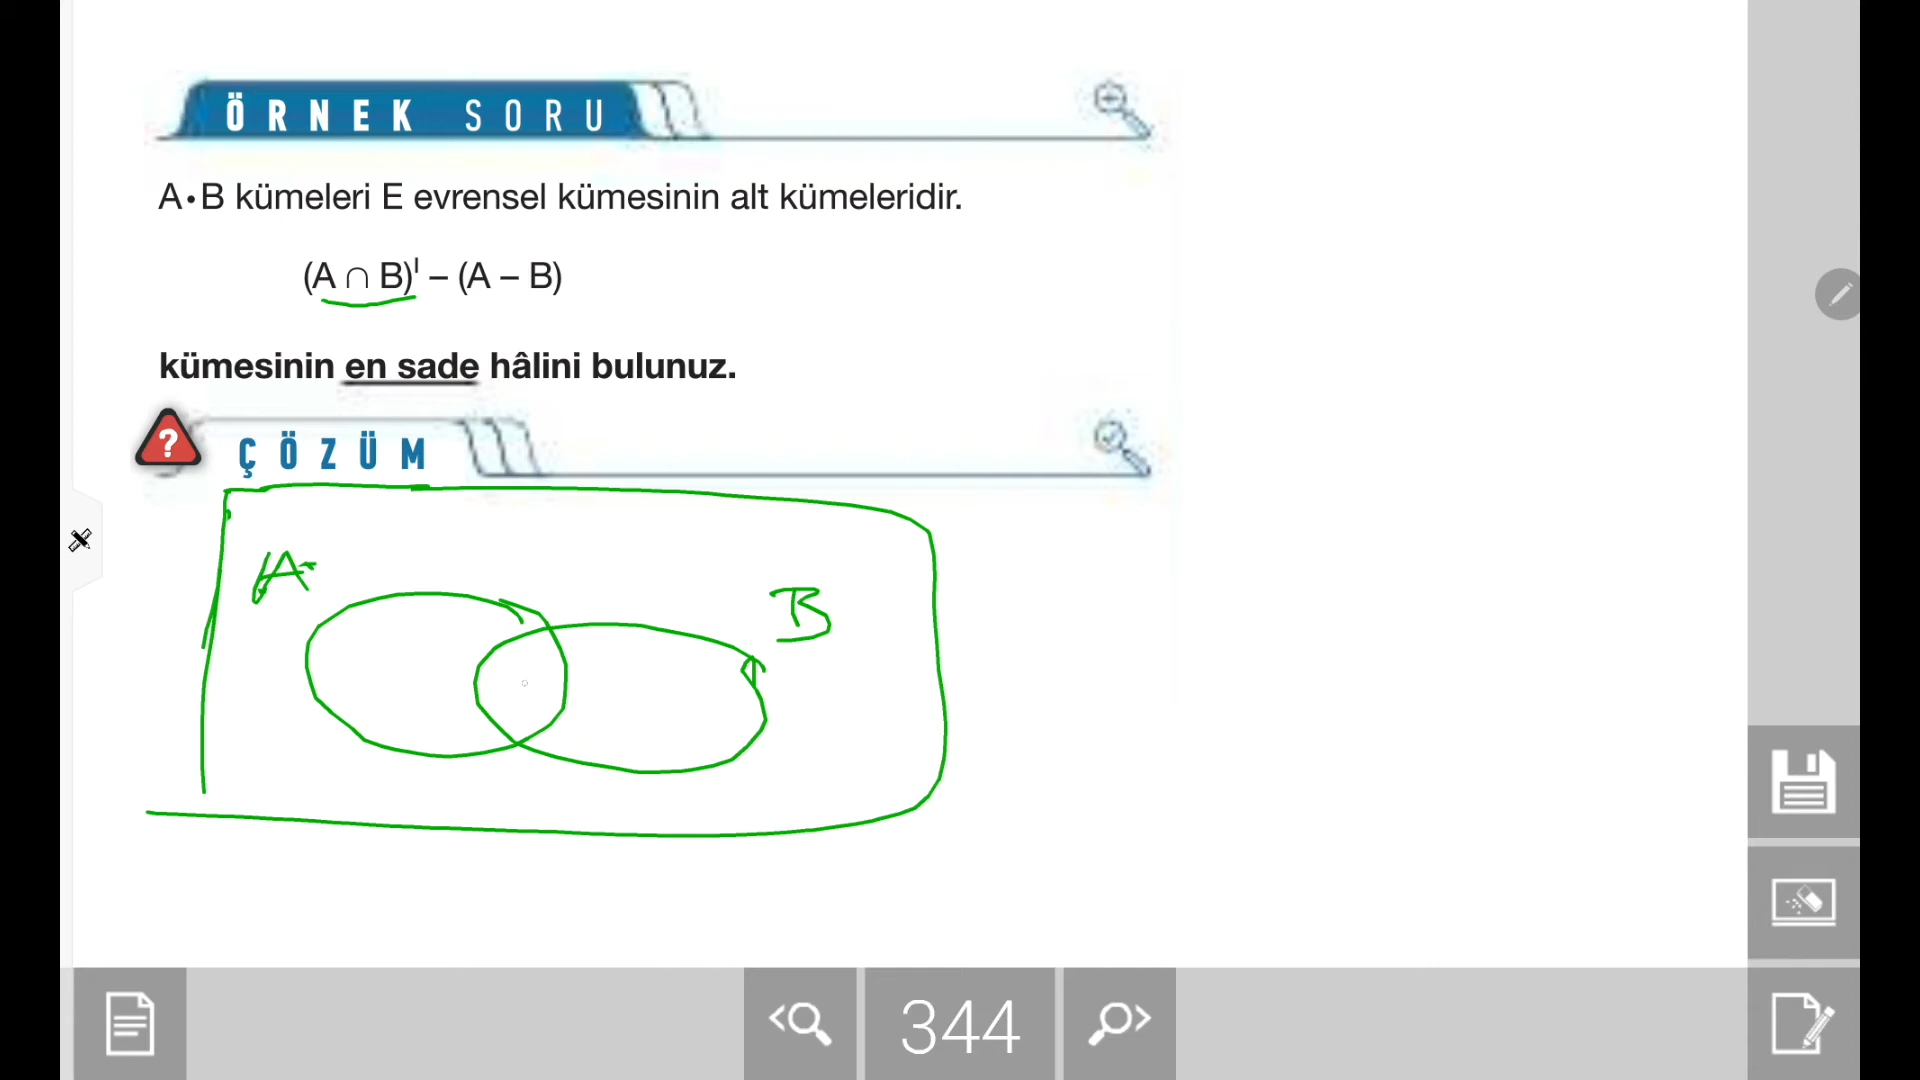 ÖRNEK SORU
A•B kümeleri E evrensel kümesinin alt kümeleridir.
(A ∩ B)ᴵ – (A – B)
kümesinin en sade hâlini bulunuz.
?
ÇÖZÜM
A
B
344